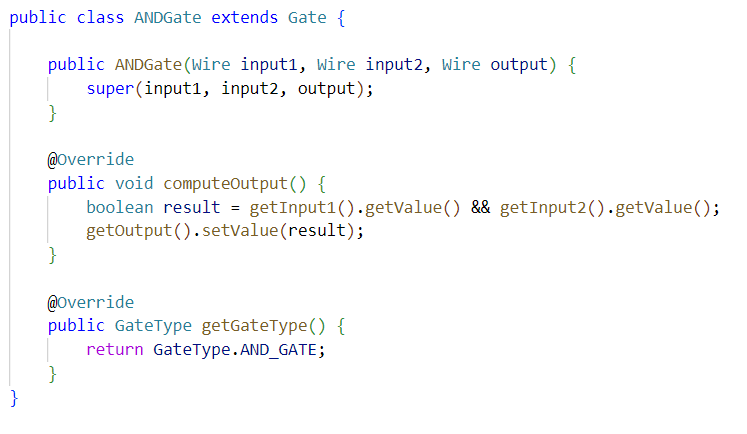 public class ANDGate extends Gate {
public ANDGate(Wire input1, Wire input2, Wire output) {
super(input1, input2, output);
}
@Override
public void computeOutput() {
boolean result = getInput1().getValue() && getInput2().getValue();
getOutput().setValue(result);
}
@Override
public GateType getGateType() {
return GateType.AND_GATE;
}
}